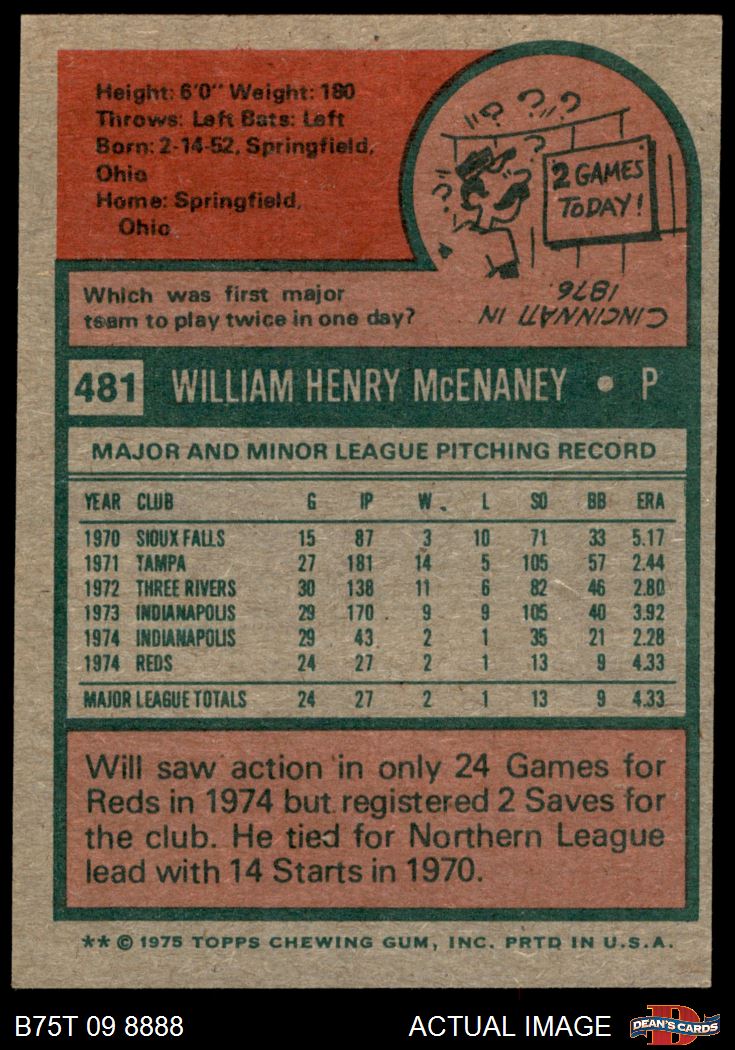 Height: 6'0" Weight: 180
Throws: Left Bats: Left
Born: 2-14-52, Springfield,
Ohio
Home: Springfield,
Ohio
? ? ?
2 GAMES
TODAY!
Which was first major
team to play twice in one day?
CINCINNATI IN
1876.
481 WILLIAM HENRY McENANEY • P
MAJOR AND MINOR LEAGUE PITCHING RECORD
YEAR CLUB G IP W. L SO BB ERA
1970 SIOUX FALLS 15 87 3 10 71 33 5.17
1971 TAMPA 27 181 14 5 105 57 2.44
1972 THREE RIVERS 30 138 11 6 82 46 2.80
1973 INDIANAPOLIS 29 170 9 9 105 40 3.92
1974 INDIANAPOLIS 29 43 2 1 35 21 2.28
1974 REDS 24 27 2 1 13 9 4.33
MAJOR LEAGUE TOTALS 24 27 2 1 13 9 4.33
Will saw action in only 24 Games for
Reds in 1974 but registered 2 Saves for
the club. He tied for Northern League
lead with 14 Starts in 1970.
** © 1975 TOPPS CHEWING GUM, INC. PRTD IN U.S.A.
B75T 09 8888 ACTUAL IMAGE D DEAN'S CARDS